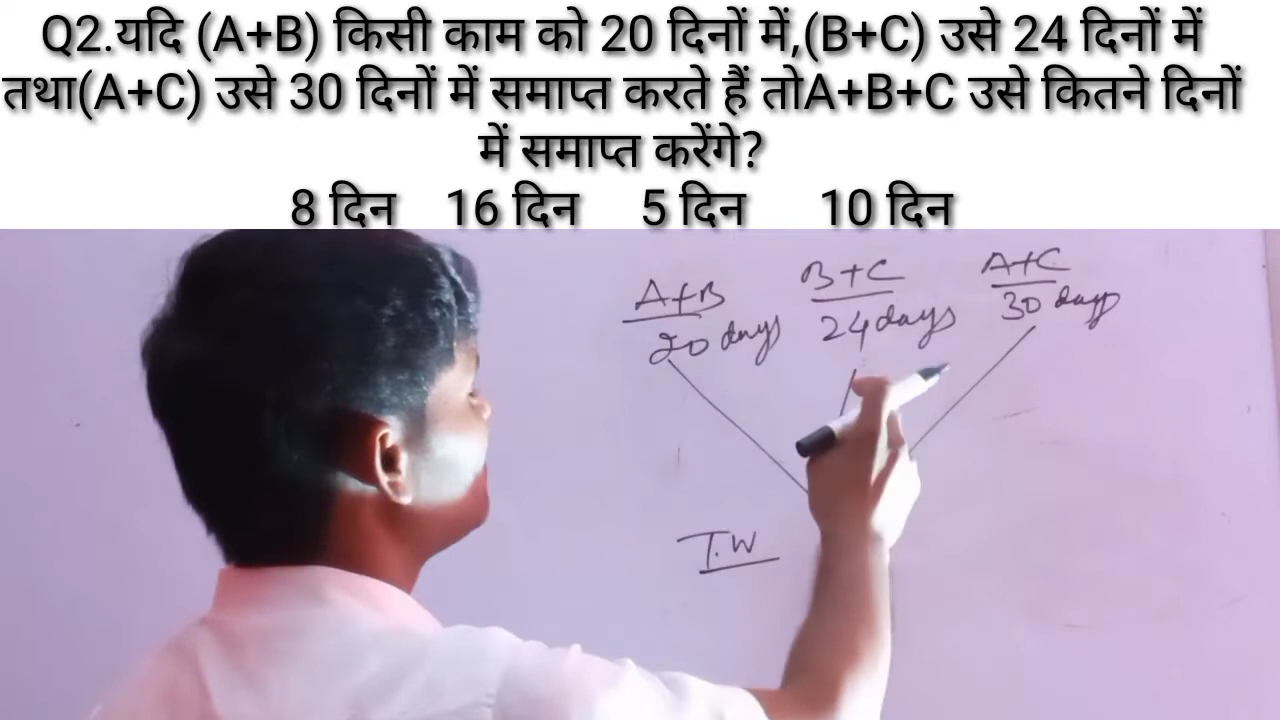 Q2.यदि (A+B) किसी काम को 20 दिनों में,(B+C) उसे 24 दिनों में
तथा(A+C) उसे 30 दिनों में समाप्त करते हैं तोA+B+C उसे कितने दिनों
में समाप्त करेंगे?
8 दिन 16 दिन 5 दिन 10 दिन
A+B B+C A+C
20 days 24 days 30 days
T.W